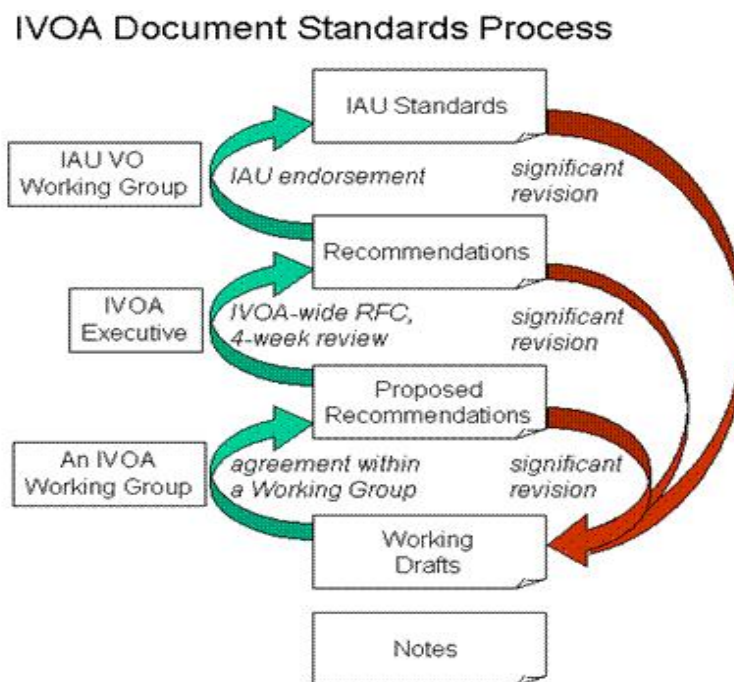 IVOA Document Standards Process
IAU Standards
IAU VO
Working Group
IAU endorsement
significant
revision
Recommendations
IVOA
Executive
IVOA-wide RFC,
4-week review
significant
revision
Proposed
Recommendations
An IVOA
Working Group
agreement within
a Working Group
significant
revision
Working
Drafts
Notes